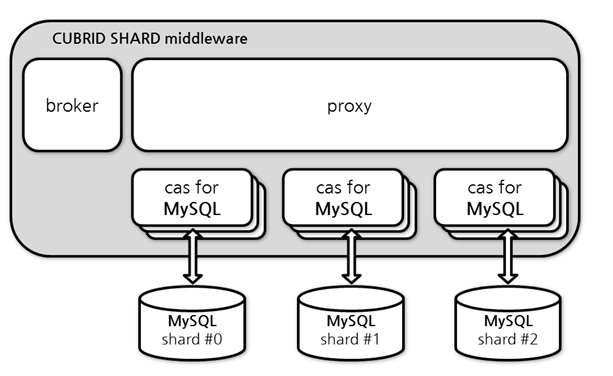 CUBRID SHARD middleware
broker
proxy
cas for
MySQL
cas for
MySQL
cas for
MySQL
MySQL
shard #0
MySQL
shard #1
MySQL
shard #2